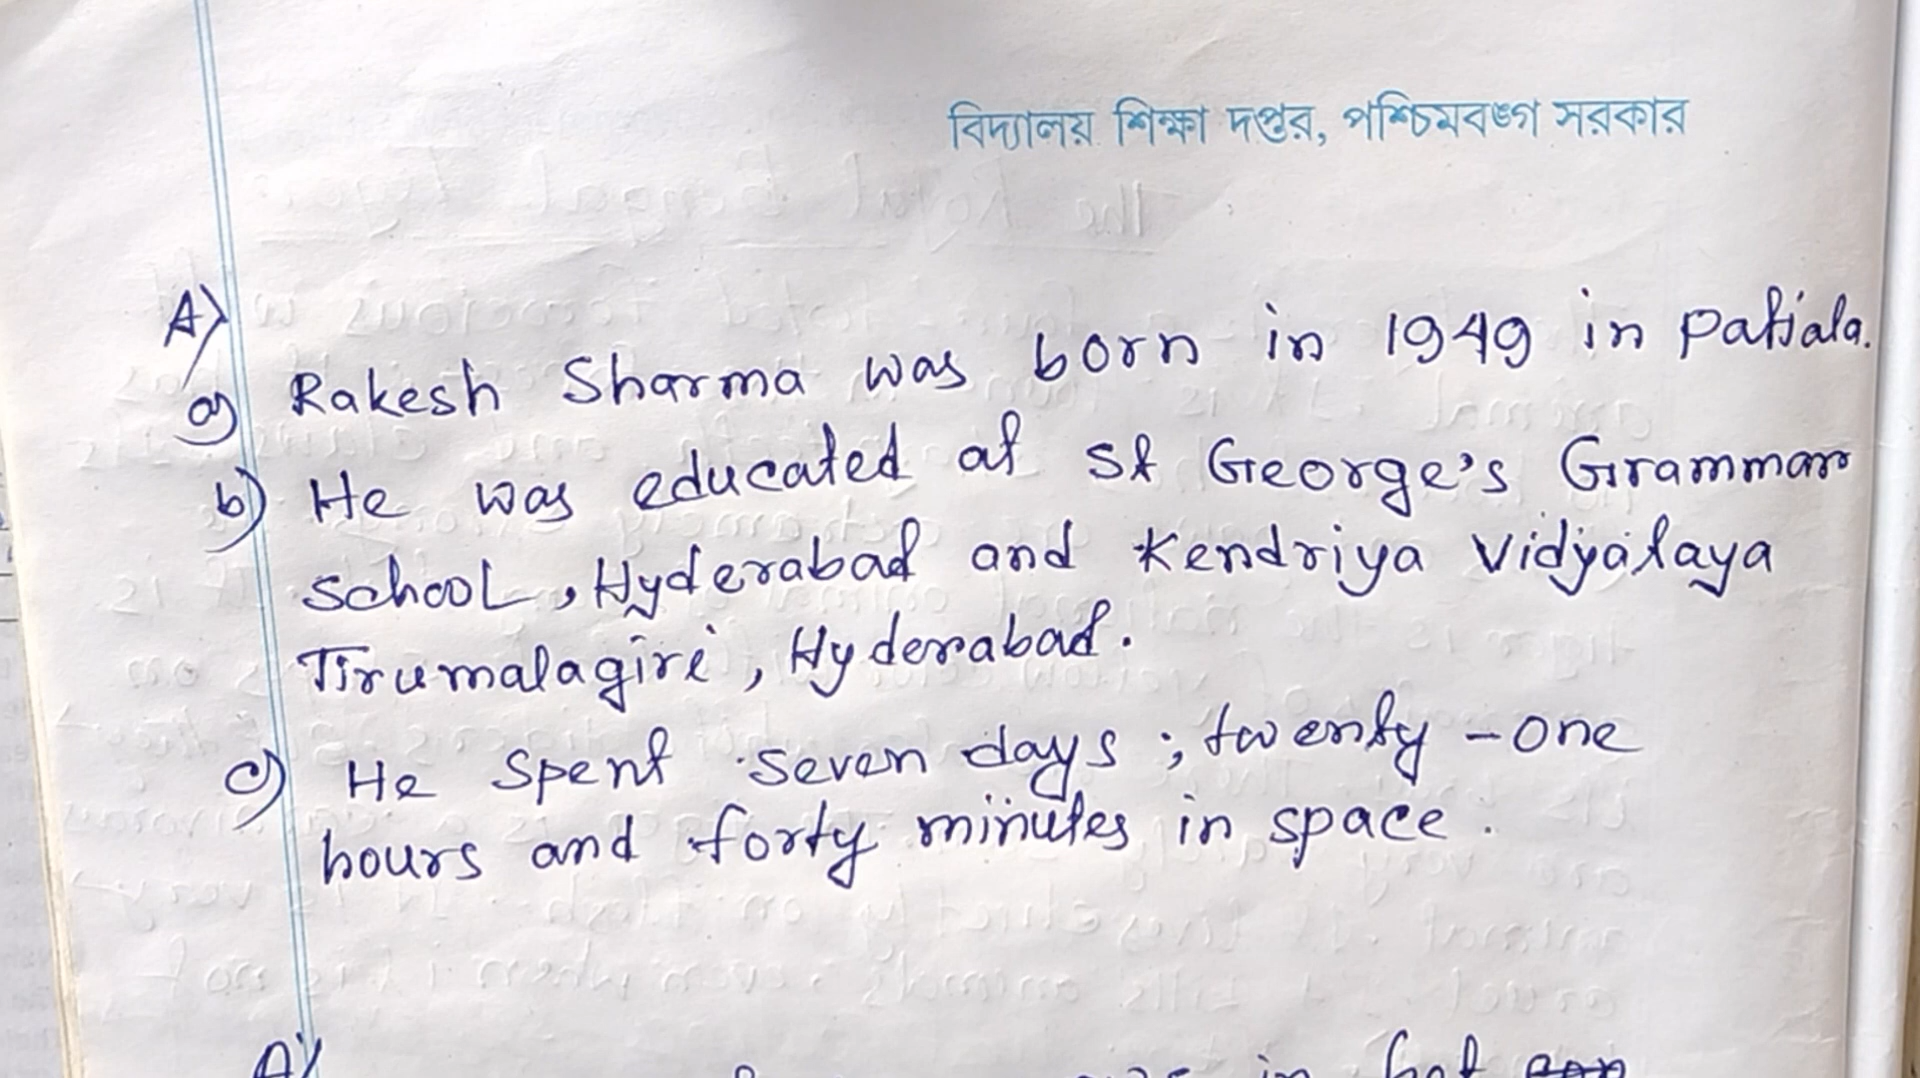 বিদ্যালয় শিক্ষা দপ্তর, পশ্চিমবঙ্গ সরকার
A)
a) Rakesh Sharma was born in 1949 in Patiala.
b) He was educated at St George's Grammar
school, Hyderabad and Kendriya Vidyalaya
Tirumalagiri, Hyderabad.
c) He spent seven days ; twenty-one
hours and forty minutes in space.
A)
in